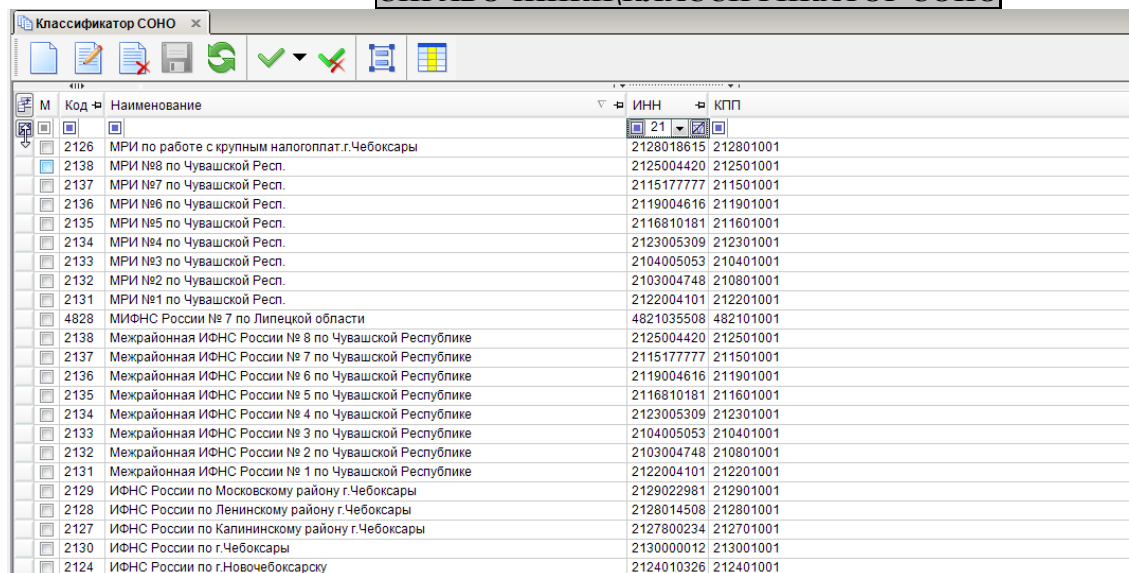 СПРАВОЧНИКИ\КЛАССИФИКАТОР СОНО
Классификатор СОНО ×
М Код Наименование ИНН КПП
21
2126 МРИ по работе с крупным налогоплат.г.Чебоксары 2128018615 212801001
2138 МРИ №8 по Чувашской Респ. 2125004420 212501001
2137 МРИ №7 по Чувашской Респ. 2115177777 211501001
2136 МРИ №6 по Чувашской Респ. 2119004616 211901001
2135 МРИ №5 по Чувашской Респ. 2116810181 211601001
2134 МРИ №4 по Чувашской Респ. 2123005309 212301001
2133 МРИ №3 по Чувашской Респ. 2104005053 210401001
2132 МРИ №2 по Чувашской Респ. 2103004748 210801001
2131 МРИ №1 по Чувашской Респ. 2122004101 212201001
4828 МИФНС России № 7 по Липецкой области 4821035508 482101001
2138 Межрайонная ИФНС России № 8 по Чувашской Республике 2125004420 212501001
2137 Межрайонная ИФНС России № 7 по Чувашской Республике 2115177777 211501001
2136 Межрайонная ИФНС России № 6 по Чувашской Республике 2119004616 211901001
2135 Межрайонная ИФНС России № 5 по Чувашской Республике 2116810181 211601001
2134 Межрайонная ИФНС России № 4 по Чувашской Республике 2123005309 212301001
2133 Межрайонная ИФНС России № 3 по Чувашской Республике 2104005053 210401001
2132 Межрайонная ИФНС России № 2 по Чувашской Республике 2103004748 210801001
2131 Межрайонная ИФНС России № 1 по Чувашской Республике 2122004101 212201001
2129 ИФНС России по Московскому району г.Чебоксары 2129022981 212901001
2128 ИФНС России по Ленинскому району г.Чебоксары 2128014508 212801001
2127 ИФНС России по Калининскому району г.Чебоксары 2127800234 212701001
2130 ИФНС России по г.Чебоксары 2130000012 213001001
2124 ИФНС России по г.Новочебоксарску 2124010326 212401001